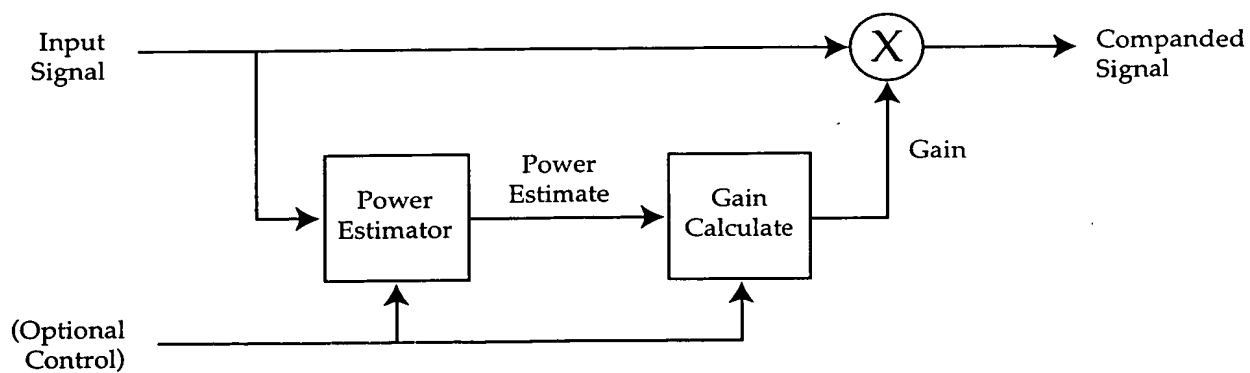 Input
Signal
X
Companded
Signal
Gain
Power
Estimate
Power
Estimator
Gain
Calculate
(Optional
Control)